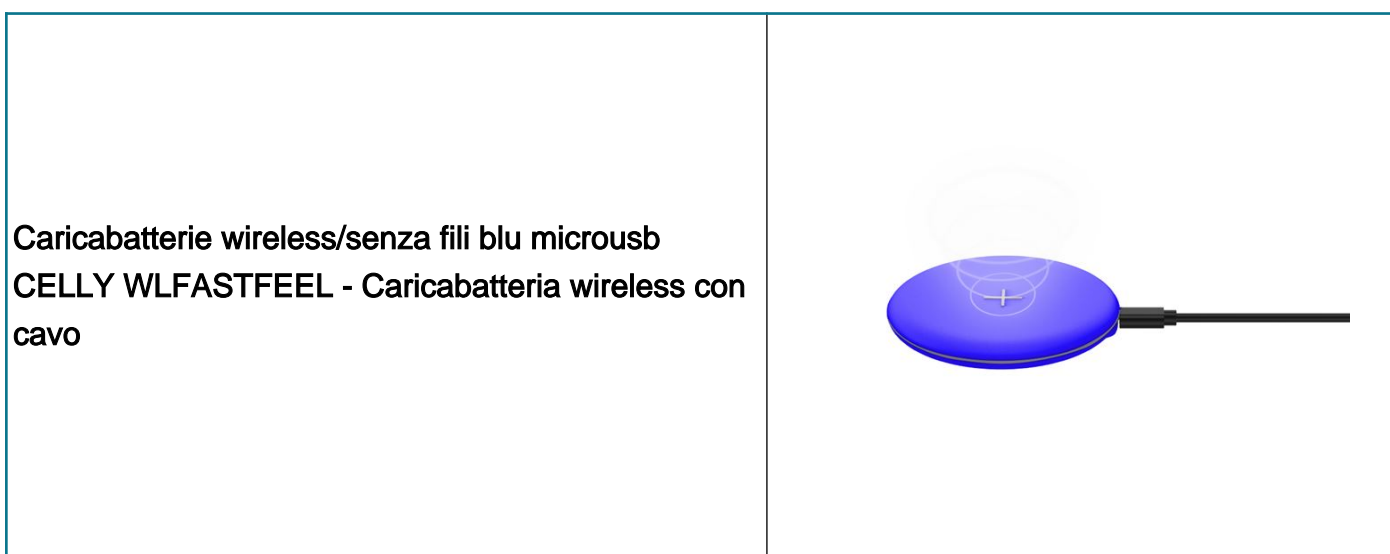 Caricabatterie wireless/senza fili blu microusb
CELLY WLFASTFEEL - Caricabatteria wireless con
cavo